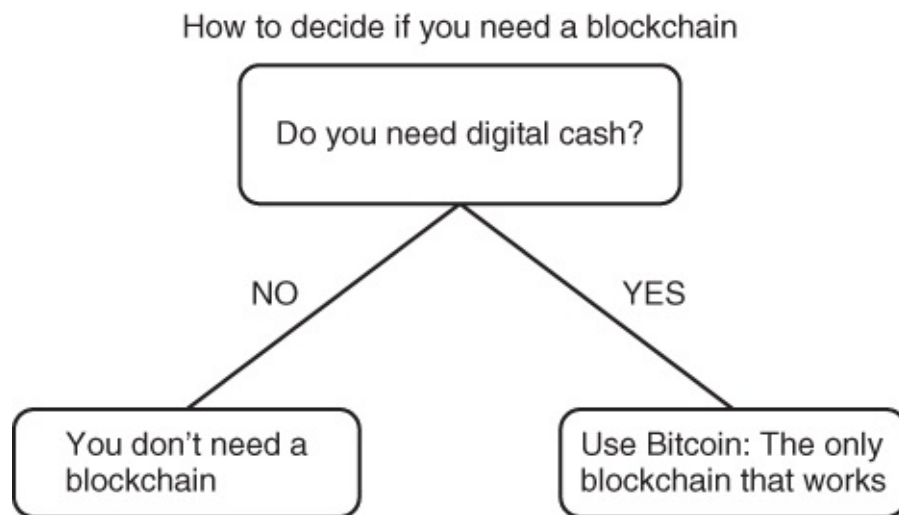 How to decide if you need a blockchain
Do you need digital cash?
NO
YES
You don’t need a
blockchain
Use Bitcoin: The only
blockchain that works